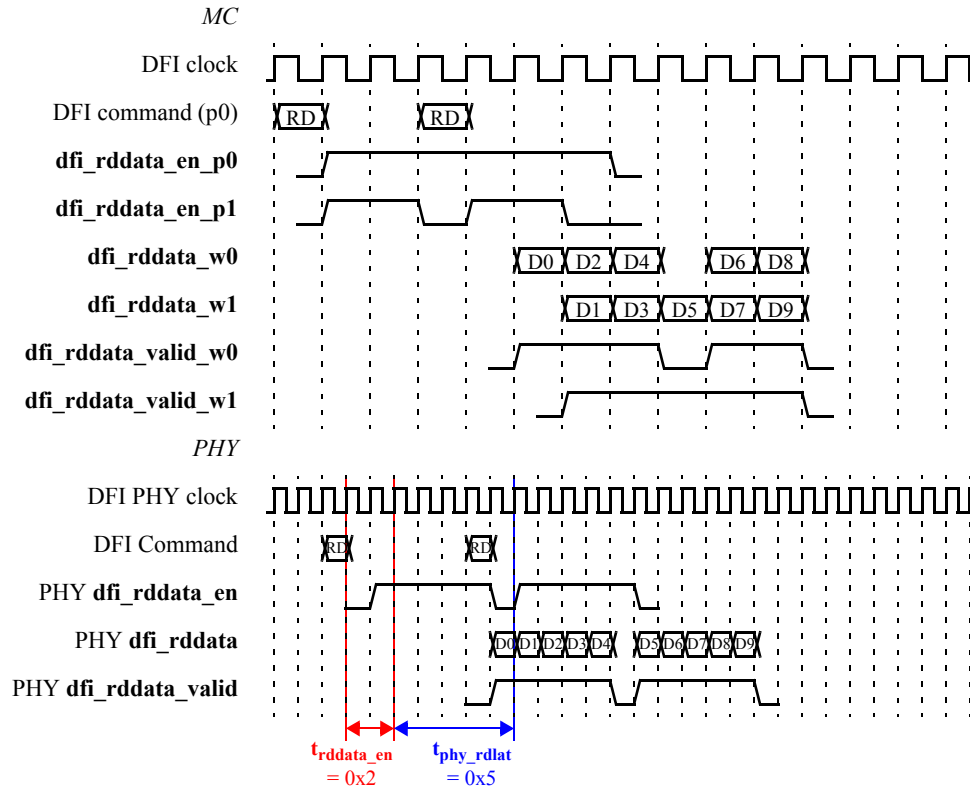 MC
DFI clock
DFI command (p0) RD RD
dfi_rddata_en_p0
dfi_rddata_en_p1
dfi_rddata_w0 D0 D2 D4 D6 D8
dfi_rddata_w1 D1 D3 D5 D7 D9
dfi_rddata_valid_w0
dfi_rddata_valid_w1
PHY
DFI PHY clock
DFI Command RD RD
PHY dfi_rddata_en
PHY dfi_rddata D0 D1 D2 D3 D4 D5 D6 D7 D8 D9
PHY dfi_rddata_valid
trddata_en tphy_rdlat
= 0x2 = 0x5